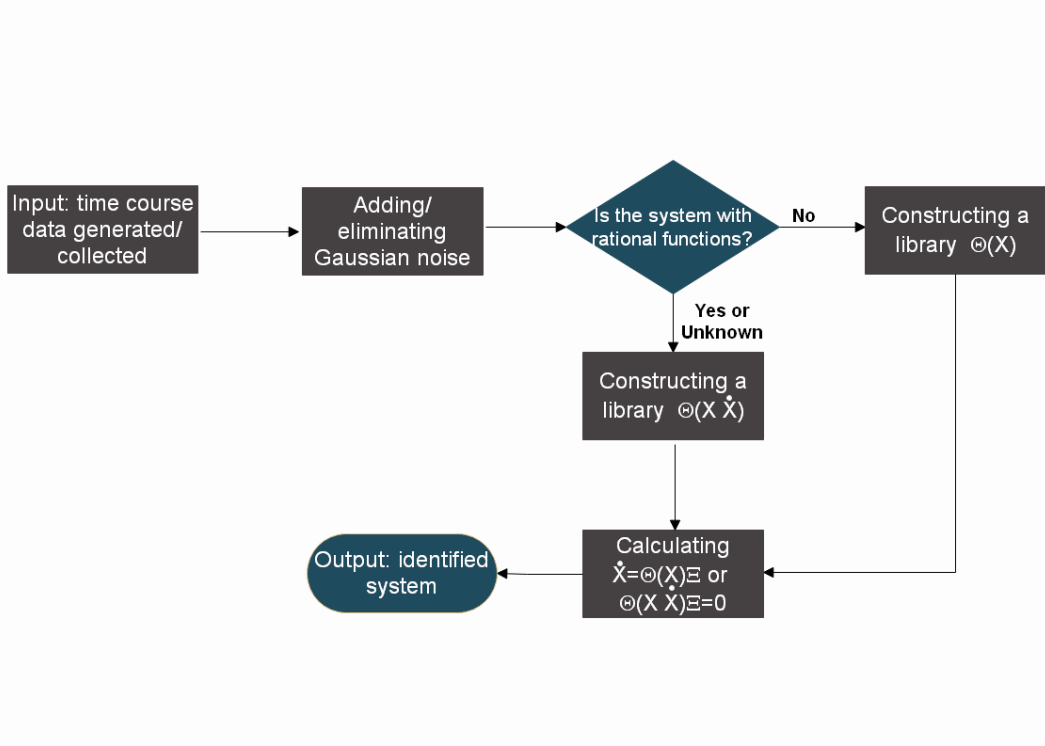 Input: time course
data generated/
collected
Adding/
eliminating
Gaussian noise
Is the system with
rational functions?
No
Constructing a
library Θ(X)
Yes or
Unknown
Constructing a
library Θ(X Ẋ)
Calculating
Ẋ=Θ(X)Ξ or
Θ(X Ẋ)Ξ=0
Output: identified
system